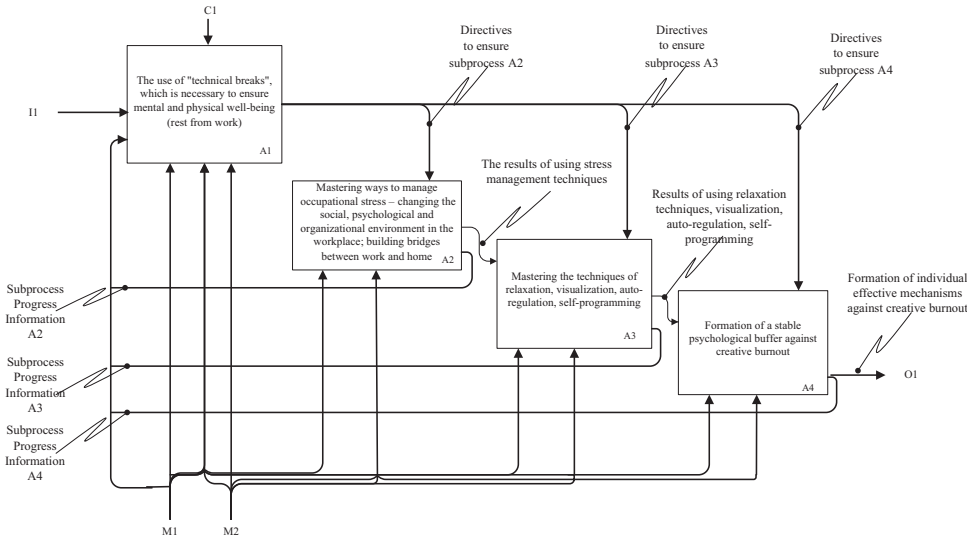 C1
Directives
to ensure
subprocess A2
Directives
to ensure
subprocess A3
Directives
to ensure
subprocess A4
The use of "technical breaks",
which is necessary to ensure
mental and physical well-being
(rest from work)
A1
I1
The results of using stress
management techniques
Mastering ways to manage
occupational stress – changing the
social, psychological and
organizational environment in the
workplace; building bridges
between work and home
A2
Results of using relaxation
techniques, visualization,
auto-regulation, self-
programming
Mastering the techniques of
relaxation, visualization, auto-
regulation, self-programming
A3
Formation of individual
effective mechanisms
against creative burnout
Formation of a stable
psychological buffer against
creative burnout
A4
O1
Subprocess
Progress
Information
A2
Subprocess
Progress
Information
A3
Subprocess
Progress
Information
A4
M1
M2